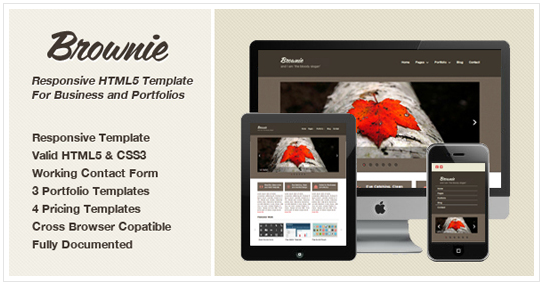 Brownie
Responsive HTML5 Template
For Business and Portfolios
Responsive Template
Valid HTML5 & CSS3
Working Contact Form
3 Portfolio Templates
4 Pricing Templates
Cross Browser Copatible
Fully Documented
Brownie
Home Pages Portfolio Blog Contact
Brownie
Brownie